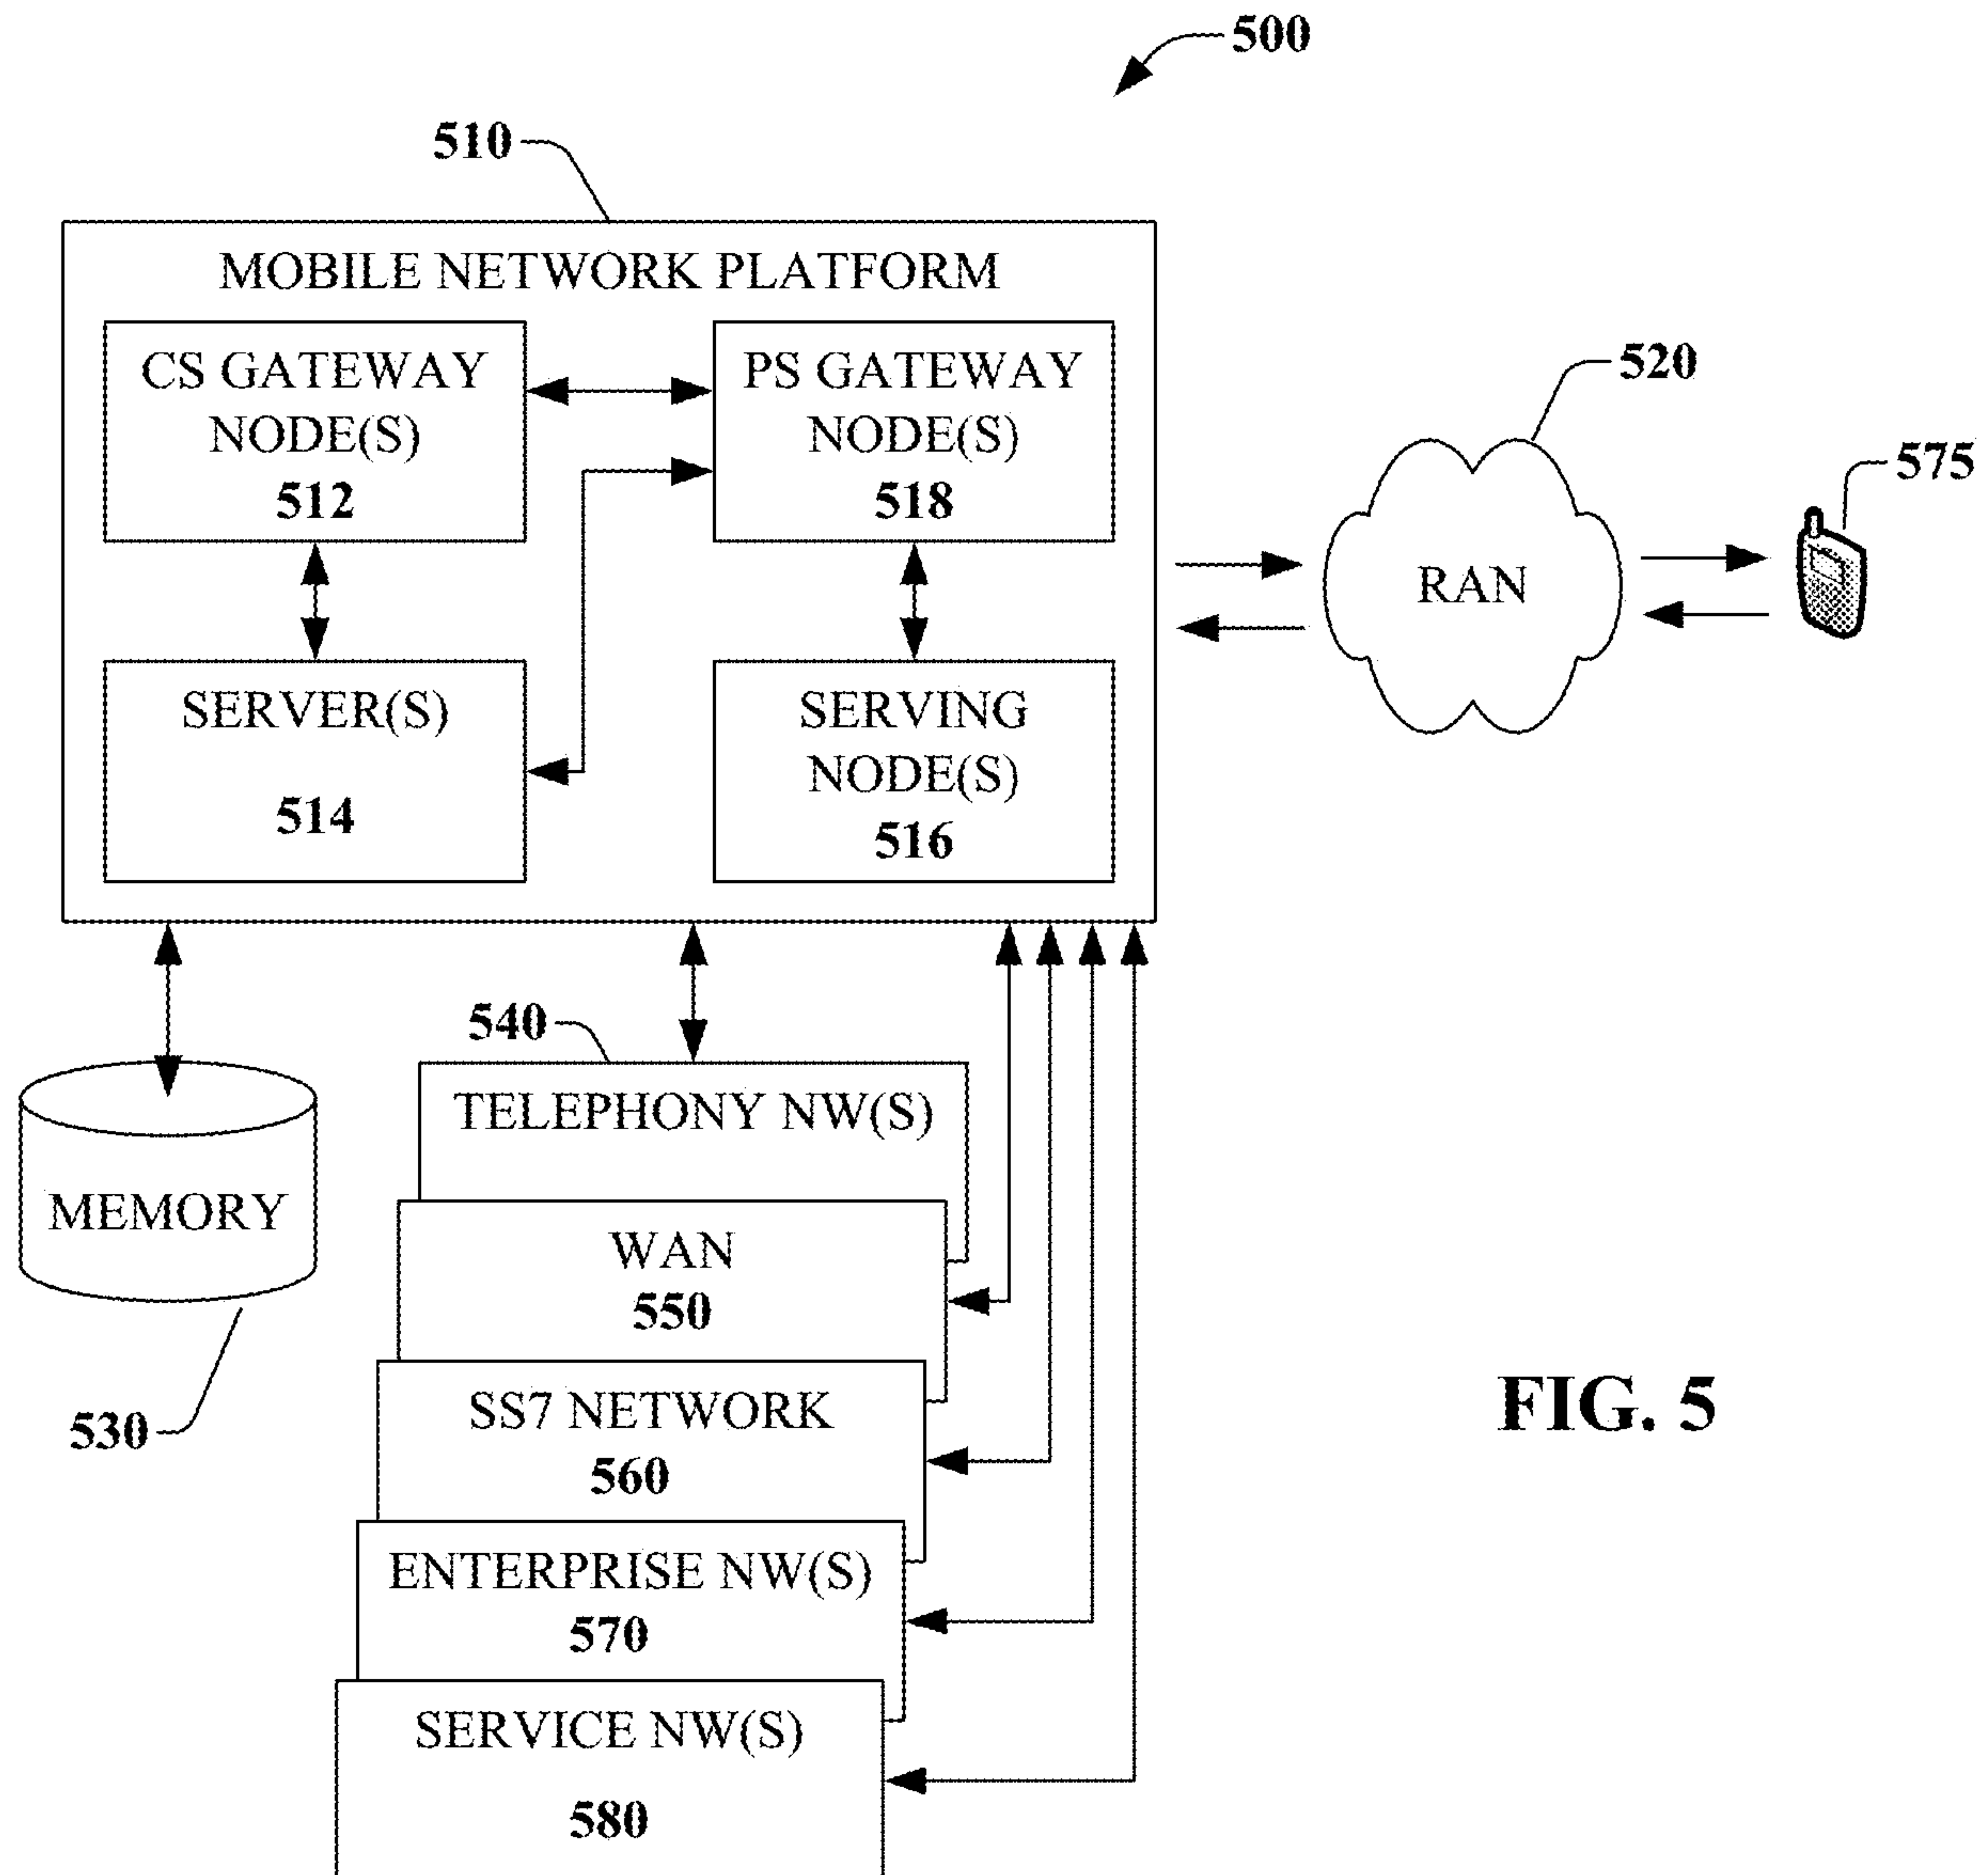 500
510
MOBILE NETWORK PLATFORM
CS GATEWAY
NODE(S)
512
PS GATEWAY
NODE(S)
518
SERVER(S)
514
SERVING
NODE(S)
516
520
RAN
575
540
TELEPHONY NW(S)
MEMORY
530
WAN
550
SS7 NETWORK
560
ENTERPRISE NW(S)
570
SERVICE NW(S)
580
FIG. 5